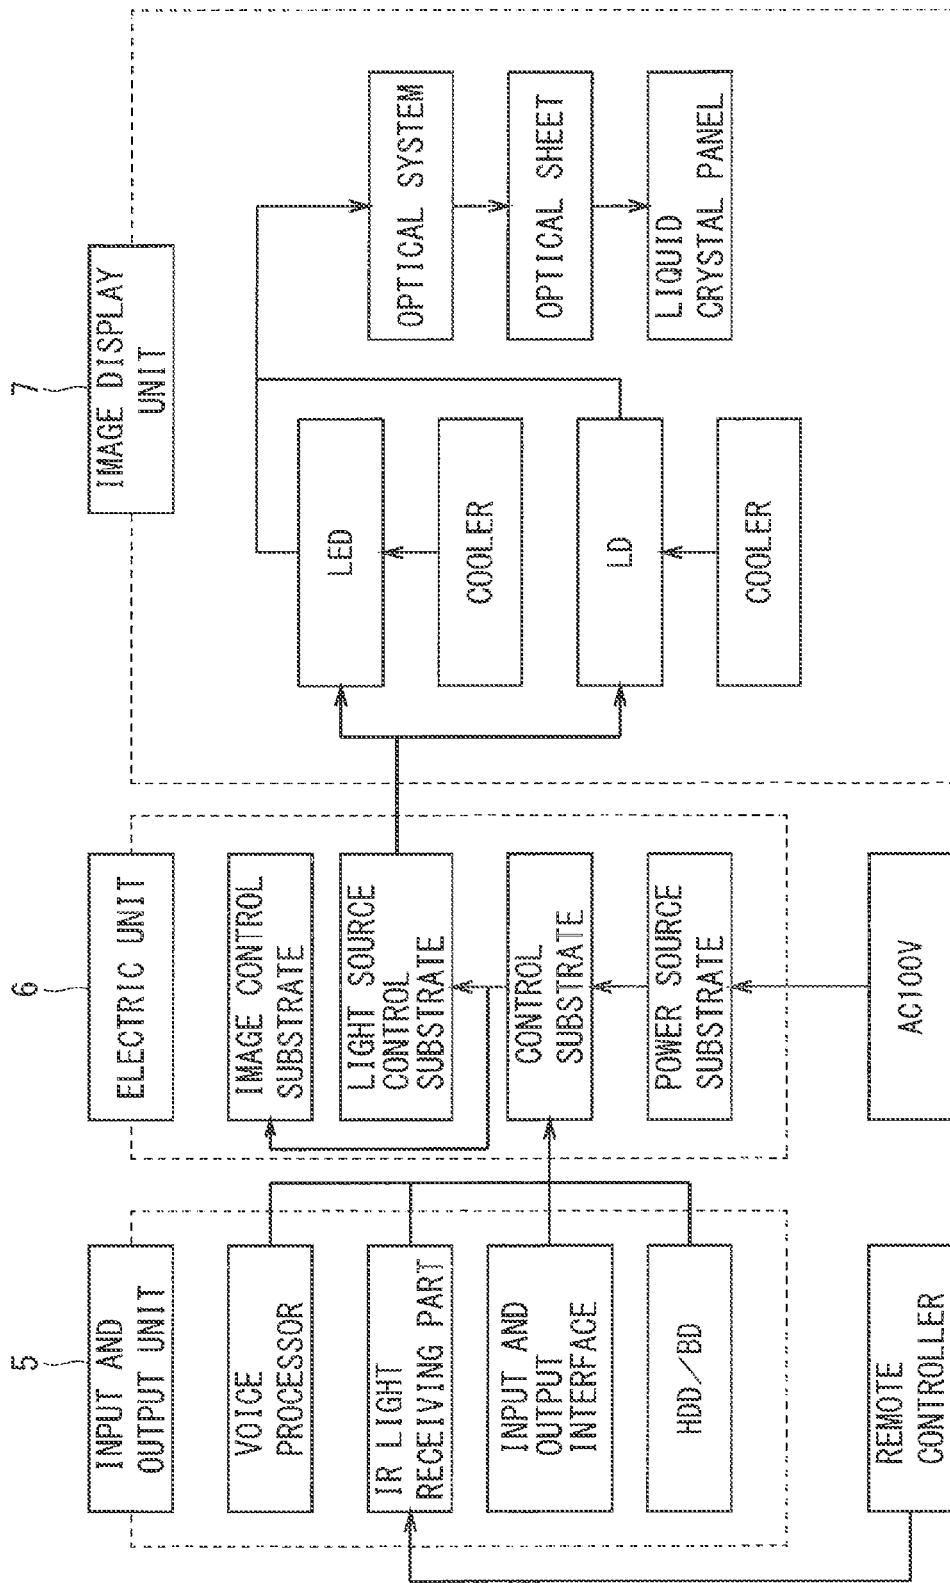 5
INPUT AND
OUTPUT UNIT
VOICE
PROCESSOR
IR LIGHT
RECEIVING PART
INPUT AND
OUTPUT
INTERFACE
HDD/BD
REMOTE
CONTROLLER
6
ELECTRIC UNIT
IMAGE CONTROL
SUBSTRATE
LIGHT SOURCE
CONTROL
SUBSTRATE
CONTROL
SUBSTRATE
POWER SOURCE
SUBSTRATE
AC100V
7
IMAGE DISPLAY
UNIT
LED
COOLER
LD
COOLER
OPTICAL SYSTEM
OPTICAL SHEET
LIQUID
CRYSTAL PANEL